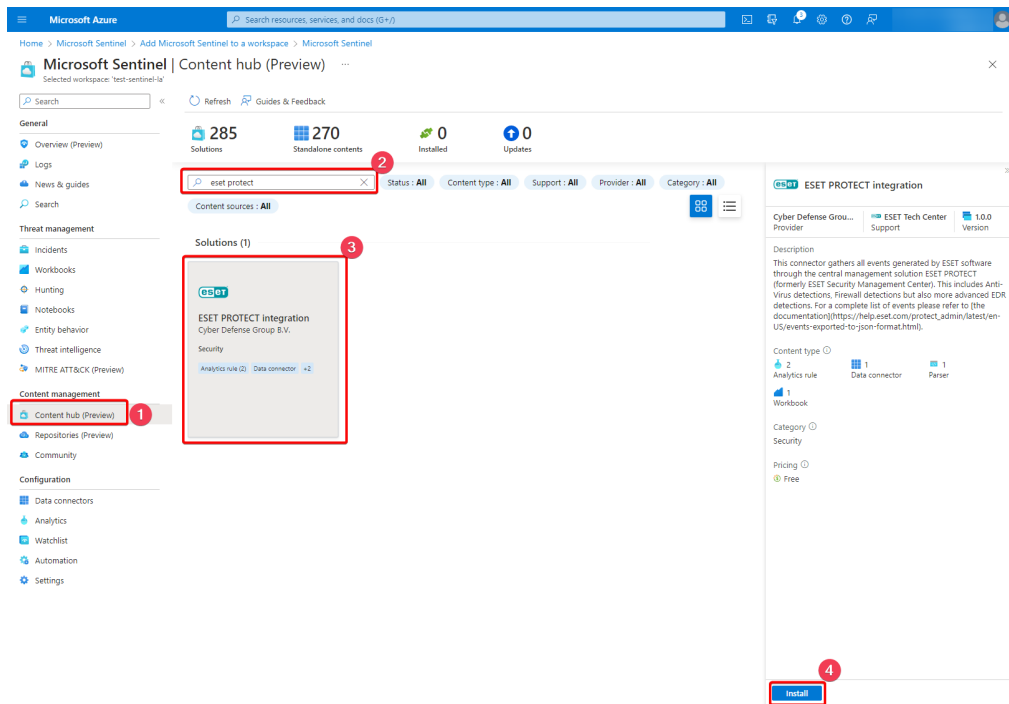 Microsoft Azure
Search resources, services, and docs (G+/)
Home > Microsoft Sentinel > Add Microsoft Sentinel to a workspace > Microsoft Sentinel
Microsoft Sentinel | Content hub (Preview) ...
Selected workspace: 'test-sentinel-la'
Search
«
Refresh
Guides & Feedback
General
Overview (Preview)
Logs
News & guides
Search
Threat management
Incidents
Workbooks
Hunting
Notebooks
Entity behavior
Threat intelligence
MITRE ATT&CK (Preview)
Content management
Content hub (Preview)
1
Repositories (Preview)
Community
Configuration
Data connectors
Analytics
Watchlist
Automation
Settings
285
Solutions
270
Standalone contents
0
Installed
0
Updates
2
eset protect
Status : All
Content type : All
Support : All
Provider : All
Category : All
Content sources : All
Solutions (1)
3
eset
ESET PROTECT integration
Cyber Defense Group B.V.
Security
Analytics rule (2)
Data connector
+2
»
eset
ESET PROTECT integration
Cyber Defense Grou...
Provider
ESET Tech Center
Support
1.0.0
Version
Description
This connector gathers all events generated by ESET software
through the central management solution ESET PROTECT
(formerly ESET Security Management Center). This includes Anti-
Virus detections, Firewall detections but also more advanced EDR
detections. For a complete list of events please refer to [the
documentation](https://help.eset.com/protect_admin/latest/en-
US/events-exported-to-json-format.html).
Content type
2
Analytics rule
1
Data connector
1
Parser
1
Workbook
Category
Security
Pricing
Free
4
Install